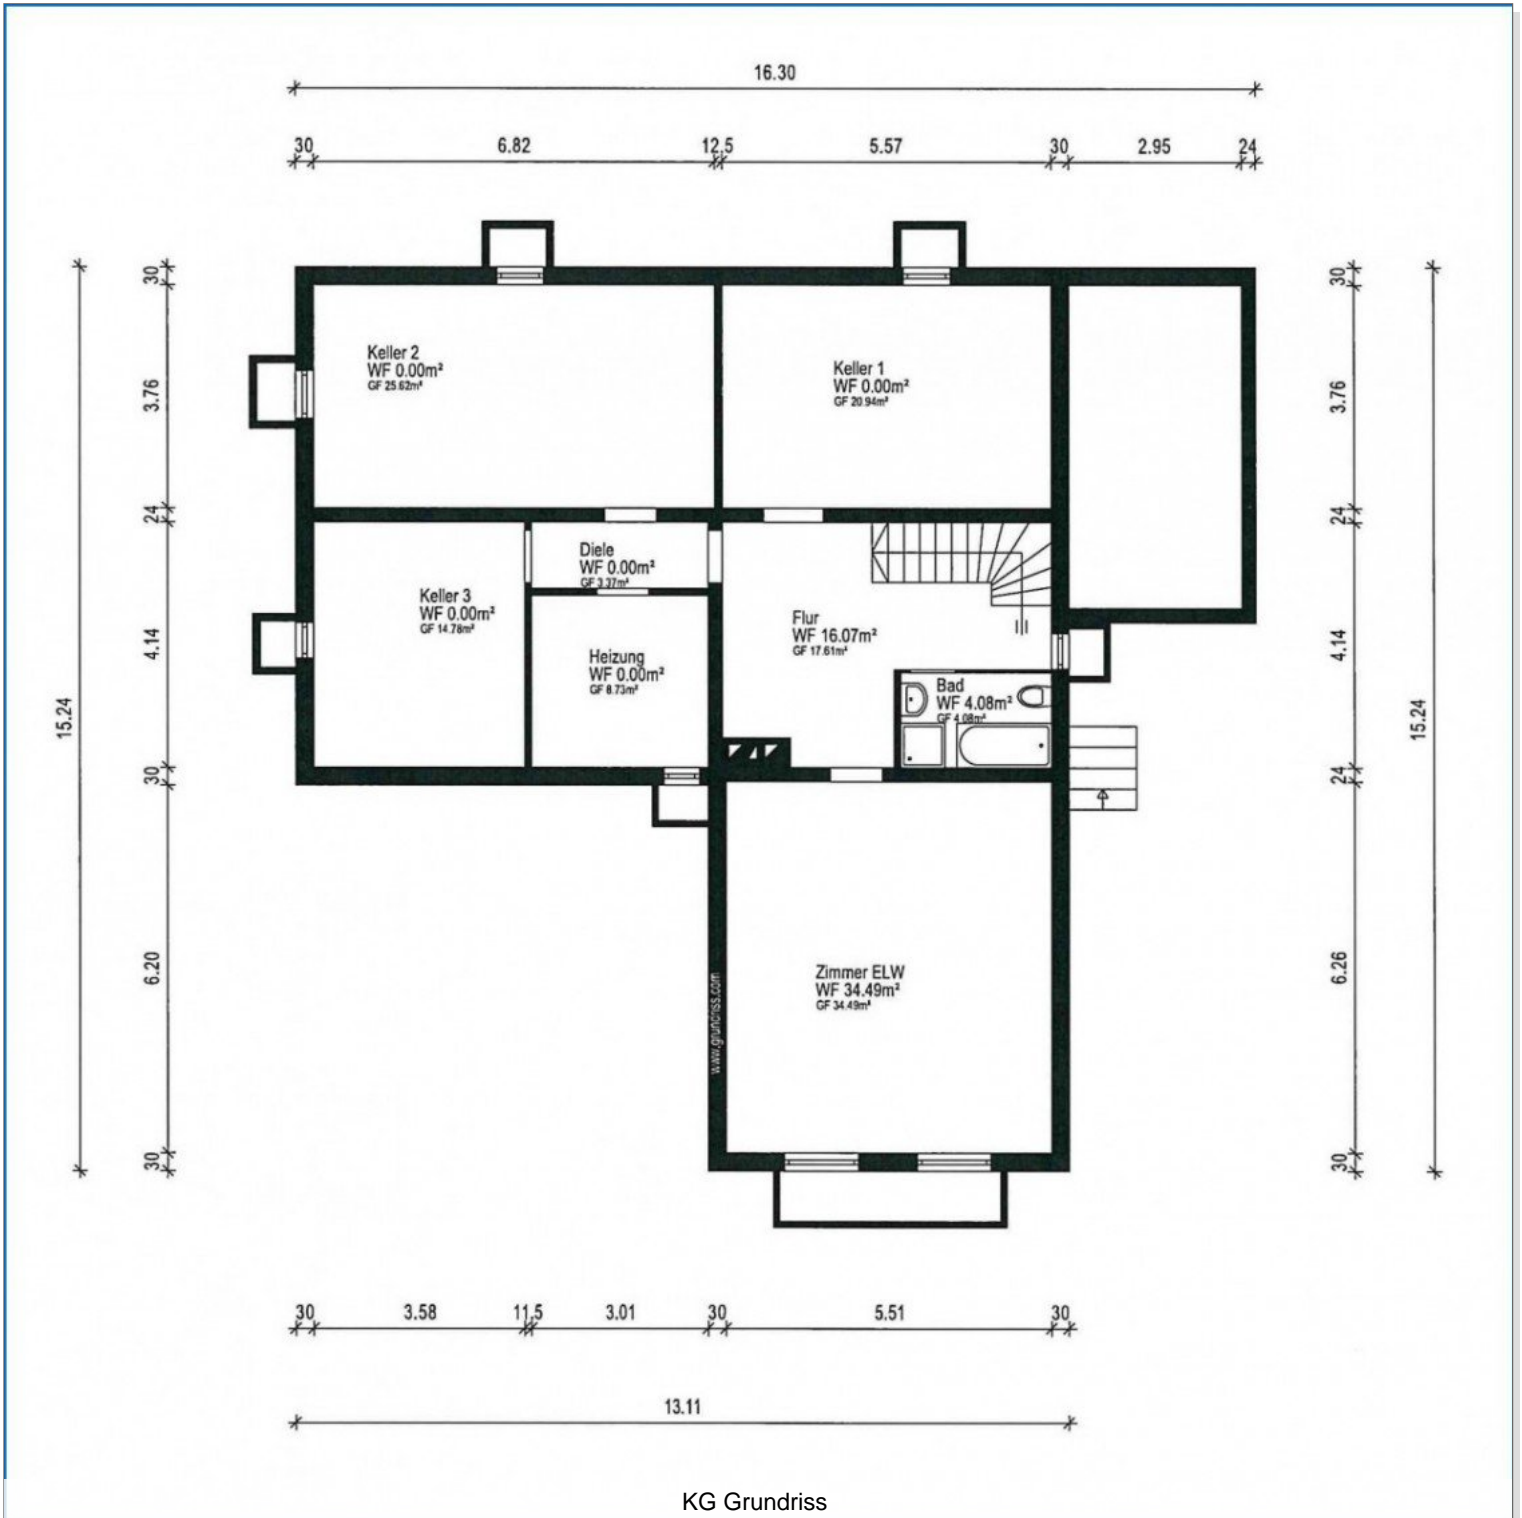 16.30
30 6.82 12,5 5.57 30 2.95 24
30
30
Keller 2
WF 0.00m²
GF 25.62m²
Keller 1
WF 0.00m²
GF 20.94m²
3.76
3.76
24
24
Diele
WF 0.00m²
GF 3.37m²
Keller 3
WF 0.00m²
GF 14.78m²
Flur
WF 16.07m²
GF 17.61m²
4.14
4.14
Heizung
WF 0.00m²
GF 8.73m²
Bad
WF 4.08m²
GF 4.08m²
15.24
15.24
30
24
6.20
6.26
Zimmer ELW
WF 34.49m²
GF 34.49m²
www.grundriss.com
30
30
30 3.58 11,5 3.01 30 5.51 30
13.11
KG Grundriss